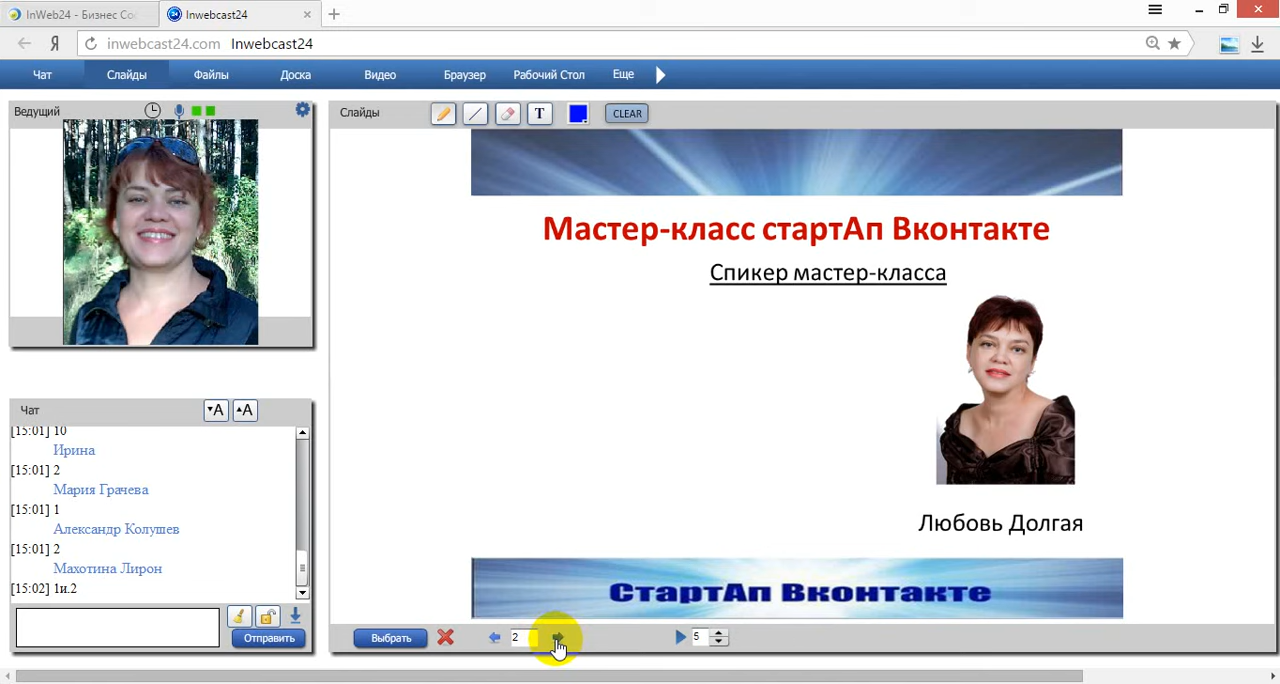 InWeb24 - Бизнес Соо
Inwebcast24
inwebcast24.com Inwebcast24
Чат Слайды Файлы Доска Видео Браузер Рабочий Стол Еще
Ведущий
Слайды
T
CLEAR
Мастер-класс стартАп Вконтакте
Спикер мастер-класса
Любовь Долгая
СтартАп Вконтакте
Чат
▾A ▴A
[15:01] 10
Ирина
[15:01] 2
Мария Грачева
[15:01] 1
Александр Колушев
[15:01] 2
Махотина Лирон
[15:02] 1и.2
Отправить
Выбрать
2
5